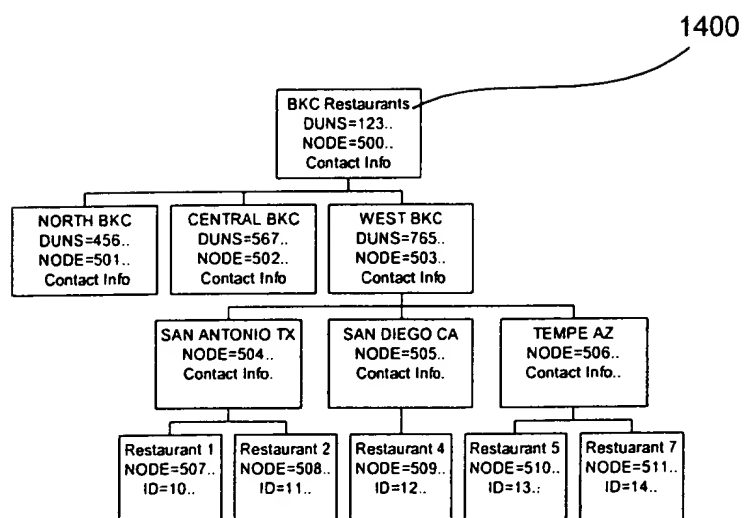 1400
BKC Restaurants
DUNS=123..
NODE=500..
Contact Info
NORTH BKC
DUNS=456..
NODE=501..
Contact Info
CENTRAL BKC
DUNS=567..
NODE=502..
Contact Info
WEST BKC
DUNS=765..
NODE=503..
Contact Info
SAN ANTONIO TX
NODE=504..
Contact Info.
SAN DIEGO CA
NODE=505..
Contact Info.
TEMPE AZ
NODE=506..
Contact Info..
Restaurant 1
NODE=507..
ID=10..
Restaurant 2
NODE=508..
ID=11..
Restaurant 4
NODE=509..
ID=12..
Restaurant 5
NODE=510..
ID=13..
Restuarant 7
NODE=511..
ID=14..